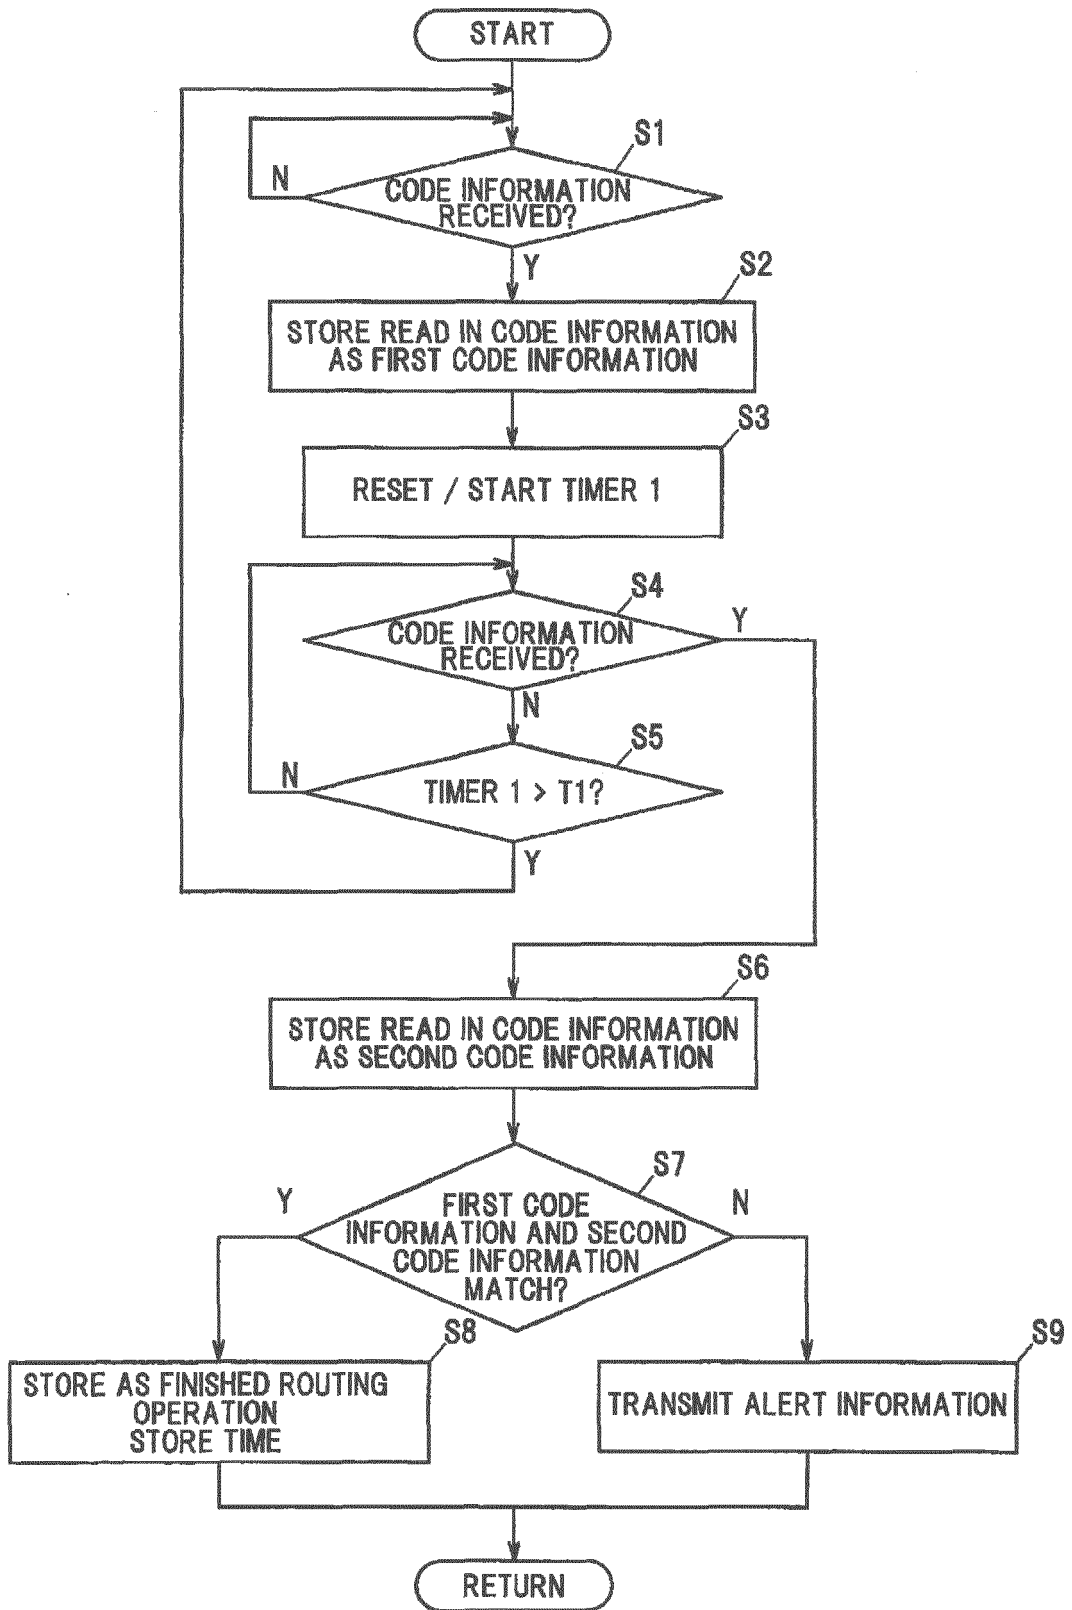 START
S1
N
CODE INFORMATION
RECEIVED?
Y
S2
STORE READ IN CODE INFORMATION
AS FIRST CODE INFORMATION
S3
RESET / START TIMER 1
S4
Y
CODE INFORMATION
RECEIVED?
N
S5
N
TIMER 1 > T1?
Y
S6
STORE READ IN CODE INFORMATION
AS SECOND CODE INFORMATION
S7
Y
N
FIRST CODE
INFORMATION AND SECOND
CODE INFORMATION
MATCH?
S8
S9
STORE AS FINISHED ROUTING
OPERATION
STORE TIME
TRANSMIT ALERT INFORMATION
RETURN